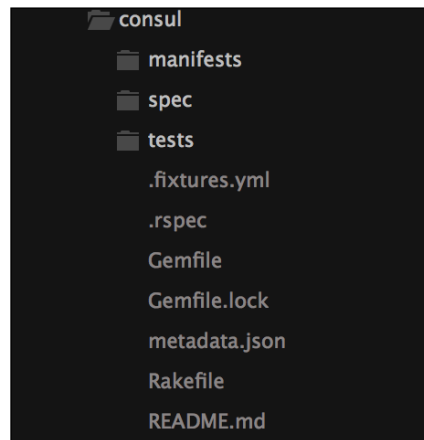 consul
manifests
spec
tests
.fixtures.yml
.rspec
Gemfile
Gemfile.lock
metadata.json
Rakefile
README.md